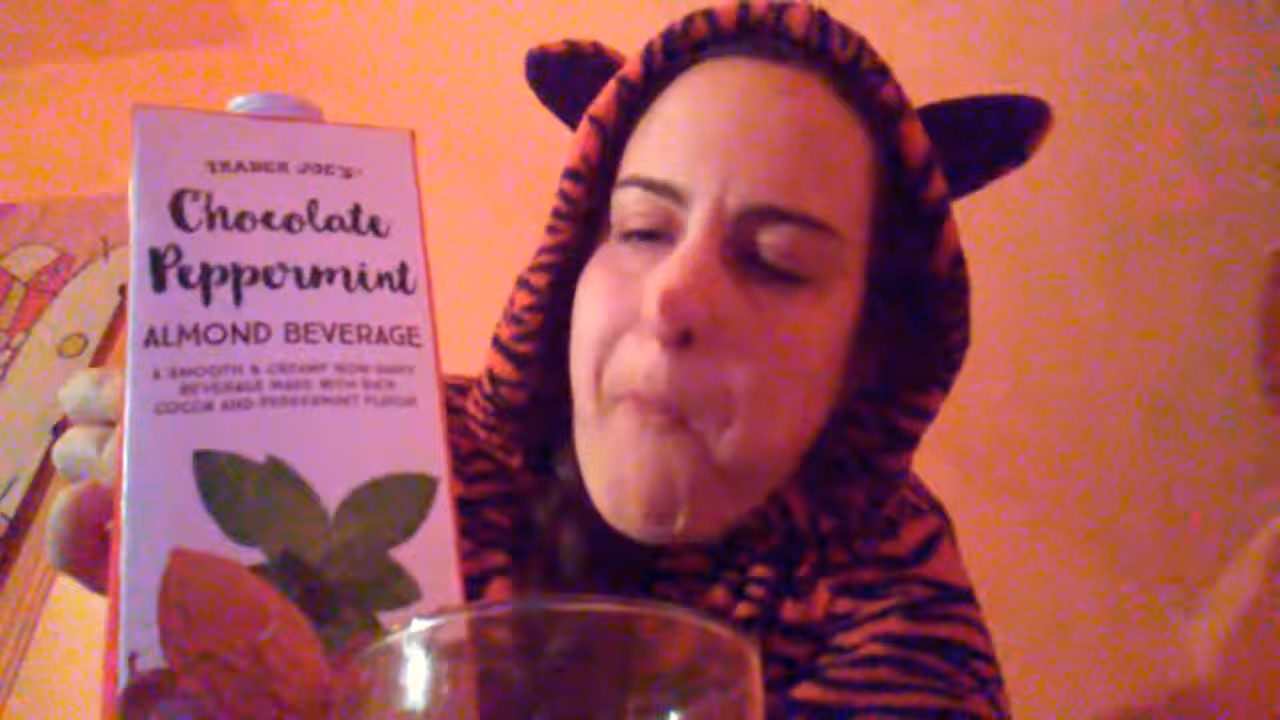 TRADER JOE'S
Chocolate
Peppermint
ALMOND BEVERAGE
A SMOOTH & CREAMY NON-DAIRY
BEVERAGE MADE WITH RICH
COCOA AND PEPPERMINT FLAVOR